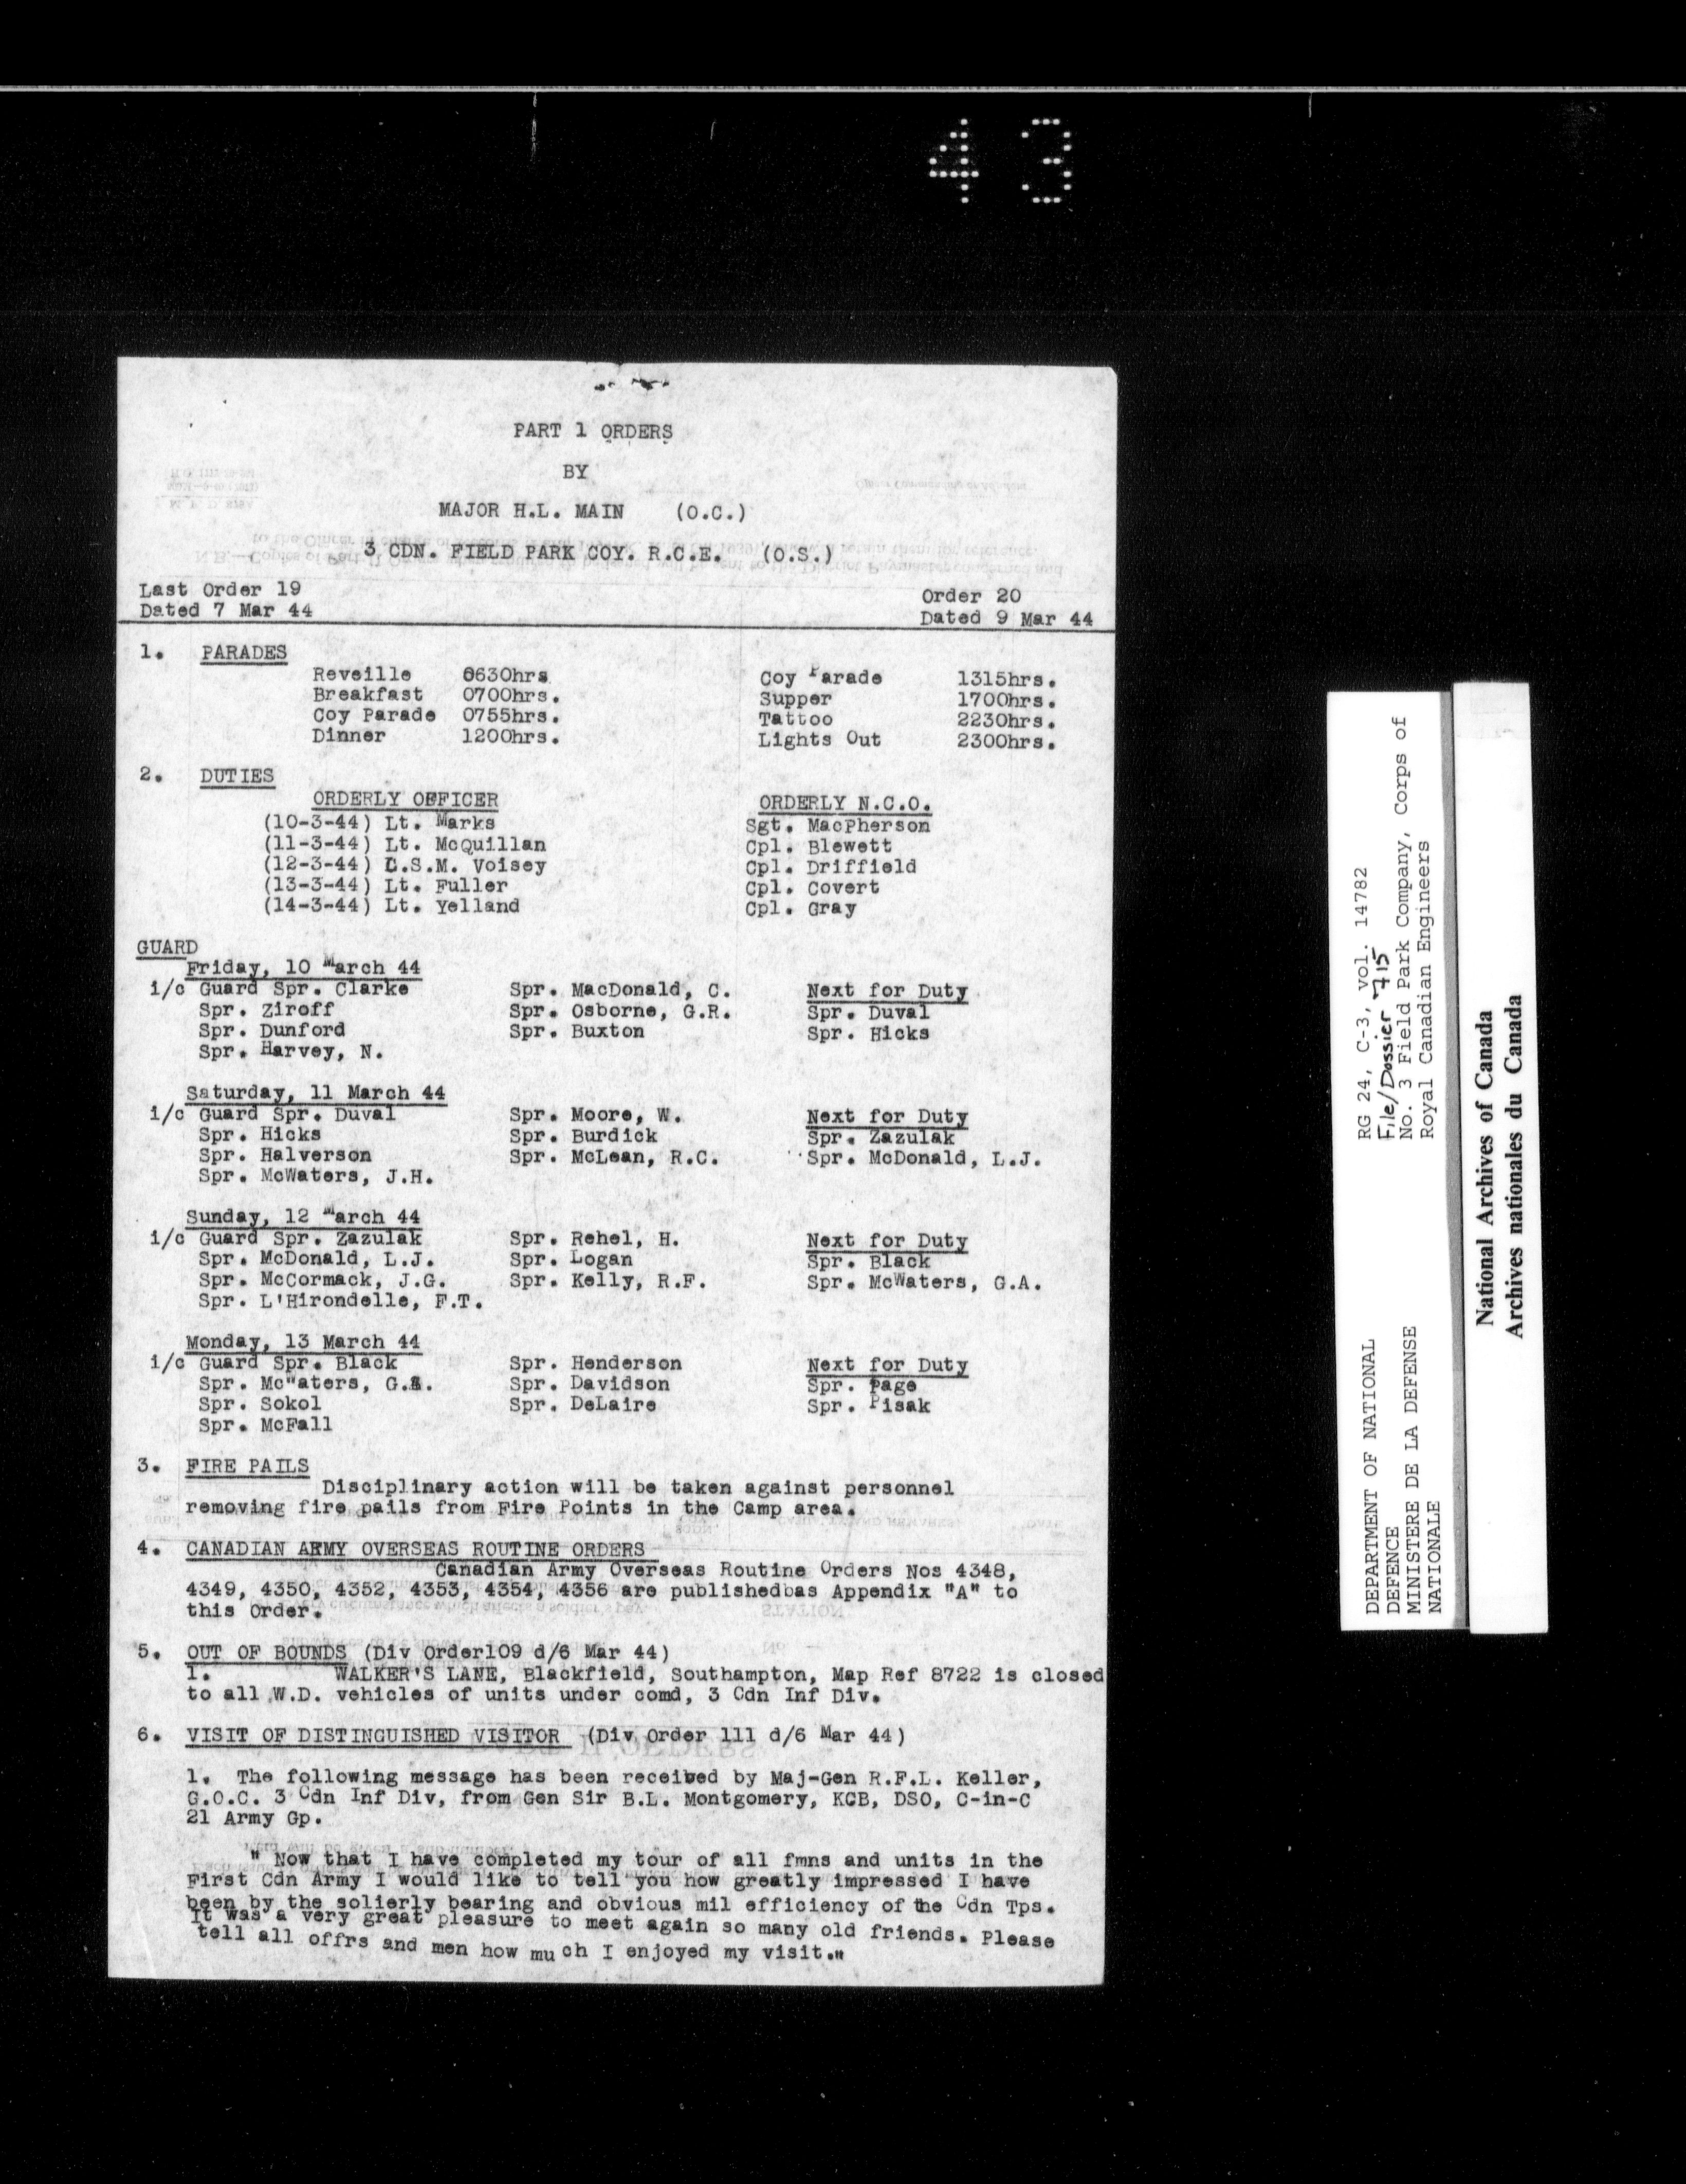 43
PART 1 ORDERS
BY
MAJOR H.L. MAIN (O.C.)
3 CDN. FIELD PARK COY. R.C.E. (O.S.)
Last Order 19
Dated 7 Mar 44
Order 20
Dated 9 Mar 44
1. PARADES
Reveille 0630hrs Coy Parade 1315hrs.
Breakfast 0700hrs. Supper 1700hrs.
Coy Parade 0755hrs. Tattoo 2230hrs.
Dinner 1200hrs. Lights Out 2300hrs.
2. DUTIES
ORDERLY OFFICER ORDERLY N.C.O.
(10-3-44) Lt. Marks Sgt. MacPherson
(11-3-44) Lt. McQuillan Cpl. Blewett
(12-3-44) C.S.M. Voisey Cpl. Driffield
(13-3-44) Lt. Fuller Cpl. Covert
(14-3-44) Lt. Yelland Cpl. Gray
GUARD
Friday, 10 March 44
i/c Guard Spr. Clarke Spr. MacDonald, C. Next for Duty
Spr. Ziroff Spr. Osborne, G.R. Spr. Duval
Spr. Dunford Spr. Buxton Spr. Hicks
Spr. Harvey, N.
Saturday, 11 March 44
i/c Guard Spr. Duval Spr. Moore, W. Next for Duty
Spr. Hicks Spr. Burdick Spr. Zazulak
Spr. Halverson Spr. McLean, R.C. Spr. McDonald, L.J.
Spr. McWaters, J.H.
Sunday, 12 March 44
i/c Guard Spr. Zazulak Spr. Rehel, H. Next for Duty
Spr. McDonald, L.J. Spr. Logan Spr. Black
Spr. McCormack, J.G. Spr. Kelly, R.F. Spr. McWaters, G.A.
Spr. L'Hirondelle, F.T.
Monday, 13 March 44
i/c Guard Spr. Black Spr. Henderson Next for Duty
Spr. McWaters, G.A. Spr. Davidson Spr. Page
Spr. Sokol Spr. DeLaire Spr. Pisak
Spr. McFall
3. FIRE PAILS
Disciplinary action will be taken against personnel
removing fire pails from Fire Points in the Camp area.
4. CANADIAN ARMY OVERSEAS ROUTINE ORDERS
Canadian Army Overseas Routine Orders Nos 4348,
4349, 4350, 4352, 4353, 4354, 4356 are publishedbas Appendix "A" to
this Order.
5. OUT OF BOUNDS (Div Order109 d/6 Mar 44)
1. WALKER'S LANE, Blackfield, Southampton, Map Ref 8722 is closed
to all W.D. vehicles of units under comd, 3 Cdn Inf Div.
6. VISIT OF DISTINGUISHED VISITOR (Div Order 111 d/6 Mar 44)
1. The following message has been received by Maj-Gen R.F.L. Keller,
G.O.C. 3 Cdn Inf Div, from Gen Sir B.L. Montgomery, KCB, DSO, C-in-C
21 Army Gp.
" Now that I have completed my tour of all fmns and units in the
First Cdn Army I would like to tell you how greatly impressed I have
been by the solierly bearing and obvious mil efficiency of the Cdn Tps.
It was a very great pleasure to meet again so many old friends. Please
tell all offrs and men how much I enjoyed my visit."
DEPARTMENT OF NATIONAL
DEFENCE
MINISTERE DE LA DEFENSE
NATIONALE
RG 24, C-3, vol. 14782
File/Dossier 715
No. 3 Field Park Company, Corps of
Royal Canadian Engineers
National Archives of Canada
Archives nationales du Canada